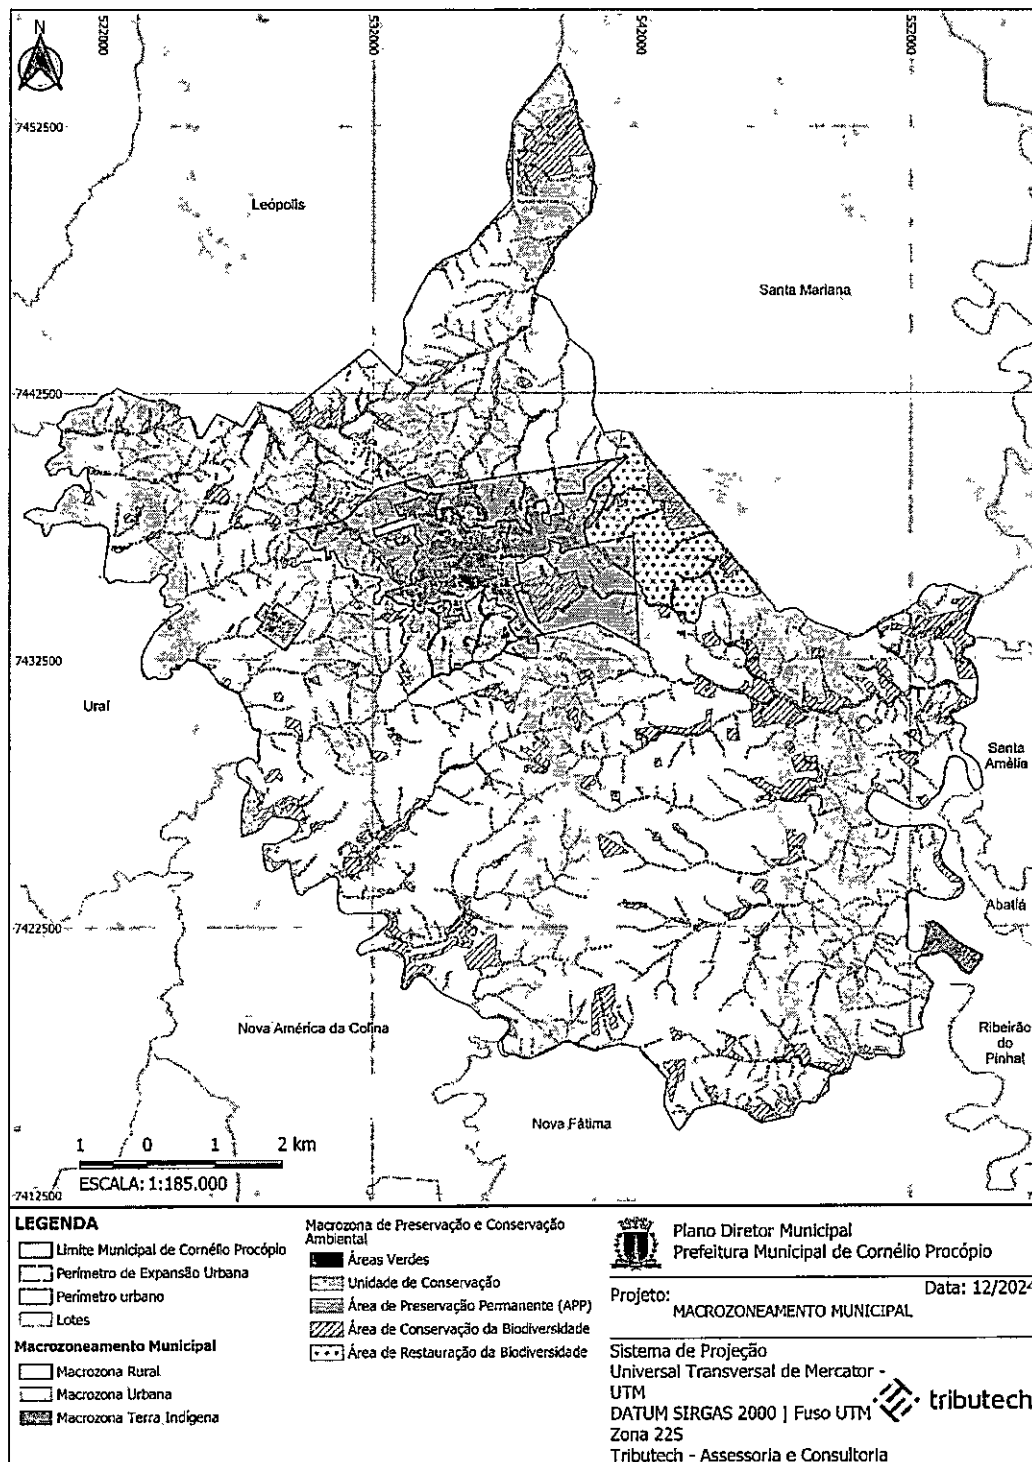 N
522000
532000
542000
552000
7452500
Leópolis
Santa Mariana
7442500
7432500
Uraí
Santa
Amélia
Abatiá
7422500
Nova América da Colina
Ribeirão
do
Pinhal
Nova Fátima
1 0 1 2 km
ESCALA: 1:185.000
7412500
LEGENDA
Limite Municipal de Cornélio Procópio
Perímetro de Expansão Urbana
Perímetro urbano
Lotes
Macrozoneamento Municipal
Macrozona Rural
Macrozona Urbana
Macrozona Terra Indígena
Macrozona de Preservação e Conservação
Ambiental
Áreas Verdes
Unidade de Conservação
Área de Preservação Permanente (APP)
Área de Conservação da Biodiversidade
Área de Restauração da Biodiversidade
Plano Diretor Municipal
Prefeitura Municipal de Cornélio Procópio
Projeto:
MACROZONEAMENTO MUNICIPAL
Data: 12/2024
Sistema de Projeção
Universal Transversal de Mercator -
UTM
DATUM SIRGAS 2000 | Fuso UTM
Zona 22S
Tributech - Assessoria e Consultoria
tributech